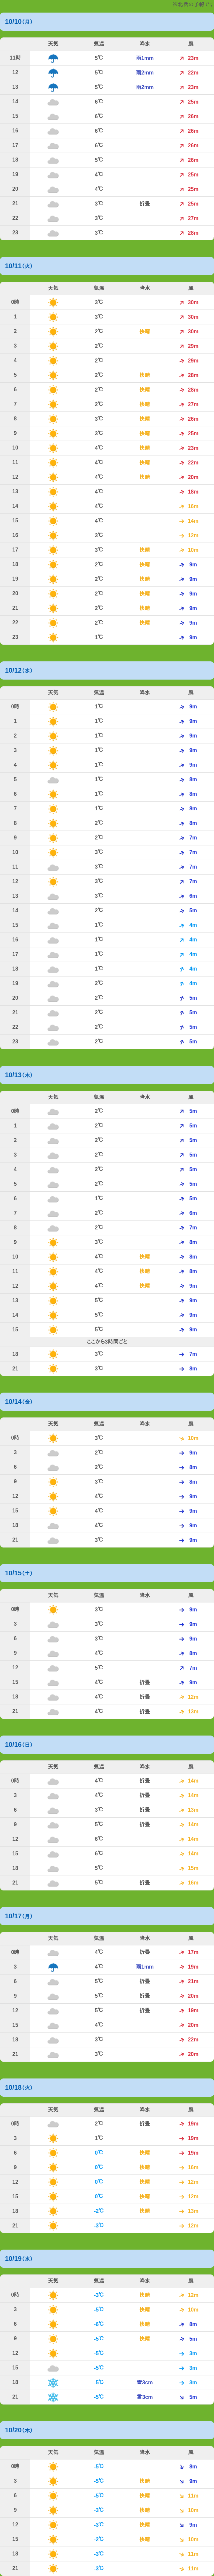 10/10(月)
天気 気温 降水 風
11時 5℃ 雨1mm 23m
12 5℃ 雨2mm 22m
13 5℃ 雨2mm 23m
14 6℃ 25m
15 6℃ 26m
16 6℃ 26m
17 6℃ 26m
18 5℃ 26m
19 4℃ 25m
20 4℃ 25m
21 3℃ 折畳 25m
22 3℃ 27m
23 3℃ 28m
10/11(火)
天気 気温 降水 風
0時 3℃ 30m
1 3℃ 30m
2 2℃ 快晴 30m
3 2℃ 29m
4 2℃ 29m
5 2℃ 快晴 28m
6 2℃ 快晴 28m
7 2℃ 快晴 27m
8 3℃ 快晴 26m
9 3℃ 快晴 25m
10 4℃ 快晴 23m
11 4℃ 快晴 22m
12 4℃ 快晴 20m
13 4℃ 18m
14 4℃ 16m
15 4℃ 14m
16 3℃ 12m
17 3℃ 快晴 10m
18 2℃ 快晴 9m
19 2℃ 快晴 9m
20 2℃ 快晴 9m
21 2℃ 快晴 9m
22 2℃ 快晴 9m
23 1℃ 9m
10/12(水)
天気 気温 降水 風
0時 1℃ 9m
1 1℃ 9m
2 1℃ 9m
3 1℃ 9m
4 1℃ 9m
5 1℃ 8m
6 1℃ 8m
7 1℃ 8m
8 2℃ 8m
9 2℃ 7m
10 3℃ 7m
11 3℃ 7m
12 3℃ 7m
13 3℃ 6m
14 2℃ 5m
15 1℃ 4m
16 1℃ 4m
17 1℃ 4m
18 1℃ 4m
19 2℃ 4m
20 2℃ 5m
21 2℃ 5m
22 2℃ 5m
23 2℃ 5m
10/13(木)
天気 気温 降水 風
0時 2℃ 5m
1 2℃ 5m
2 2℃ 5m
3 2℃ 5m
4 2℃ 5m
5 2℃ 5m
6 1℃ 5m
7 2℃ 6m
8 2℃ 7m
9 3℃ 8m
10 4℃ 快晴 8m
11 4℃ 快晴 8m
12 4℃ 快晴 9m
13 5℃ 9m
14 5℃ 9m
15 5℃ 9m
ここから3時間ごと
18 3℃ 7m
21 3℃ 8m
10/14(金)
天気 気温 降水 風
0時 3℃ 10m
3 2℃ 9m
6 2℃ 8m
9 3℃ 8m
12 4℃ 9m
15 4℃ 9m
18 4℃ 9m
21 3℃ 9m
10/15(土)
天気 気温 降水 風
0時 3℃ 9m
3 3℃ 9m
6 3℃ 9m
9 4℃ 8m
12 5℃ 7m
15 4℃ 折畳 9m
18 4℃ 折畳 12m
21 4℃ 折畳 13m
10/16(日)
天気 気温 降水 風
0時 4℃ 折畳 14m
3 4℃ 折畳 14m
6 3℃ 折畳 13m
9 5℃ 折畳 14m
12 6℃ 14m
15 6℃ 14m
18 5℃ 15m
21 5℃ 折畳 16m
10/17(月)
天気 気温 降水 風
0時 4℃ 折畳 17m
3 4℃ 雨1mm 19m
6 5℃ 折畳 21m
9 5℃ 折畳 20m
12 5℃ 折畳 19m
15 4℃ 20m
18 3℃ 22m
21 3℃ 20m
10/18(火)
天気 気温 降水 風
0時 2℃ 折畳 19m
3 1℃ 19m
6 0℃ 快晴 19m
9 0℃ 快晴 16m
12 0℃ 快晴 12m
15 0℃ 快晴 12m
18 -2℃ 快晴 13m
21 -3℃ 12m
10/19(水)
天気 気温 降水 風
0時 -3℃ 快晴 12m
3 -5℃ 快晴 10m
6 -6℃ 快晴 8m
9 -5℃ 快晴 5m
12 -5℃ 3m
15 -5℃ 3m
18 -5℃ 雪3cm 3m
21 -5℃ 雪3cm 5m
10/20(木)
天気 気温 降水 風
0時 -5℃ 8m
3 -5℃ 快晴 9m
6 -5℃ 快晴 11m
9 -3℃ 快晴 10m
12 -3℃ 快晴 9m
15 -2℃ 快晴 10m
18 -3℃ 11m
21 -3℃ 11m